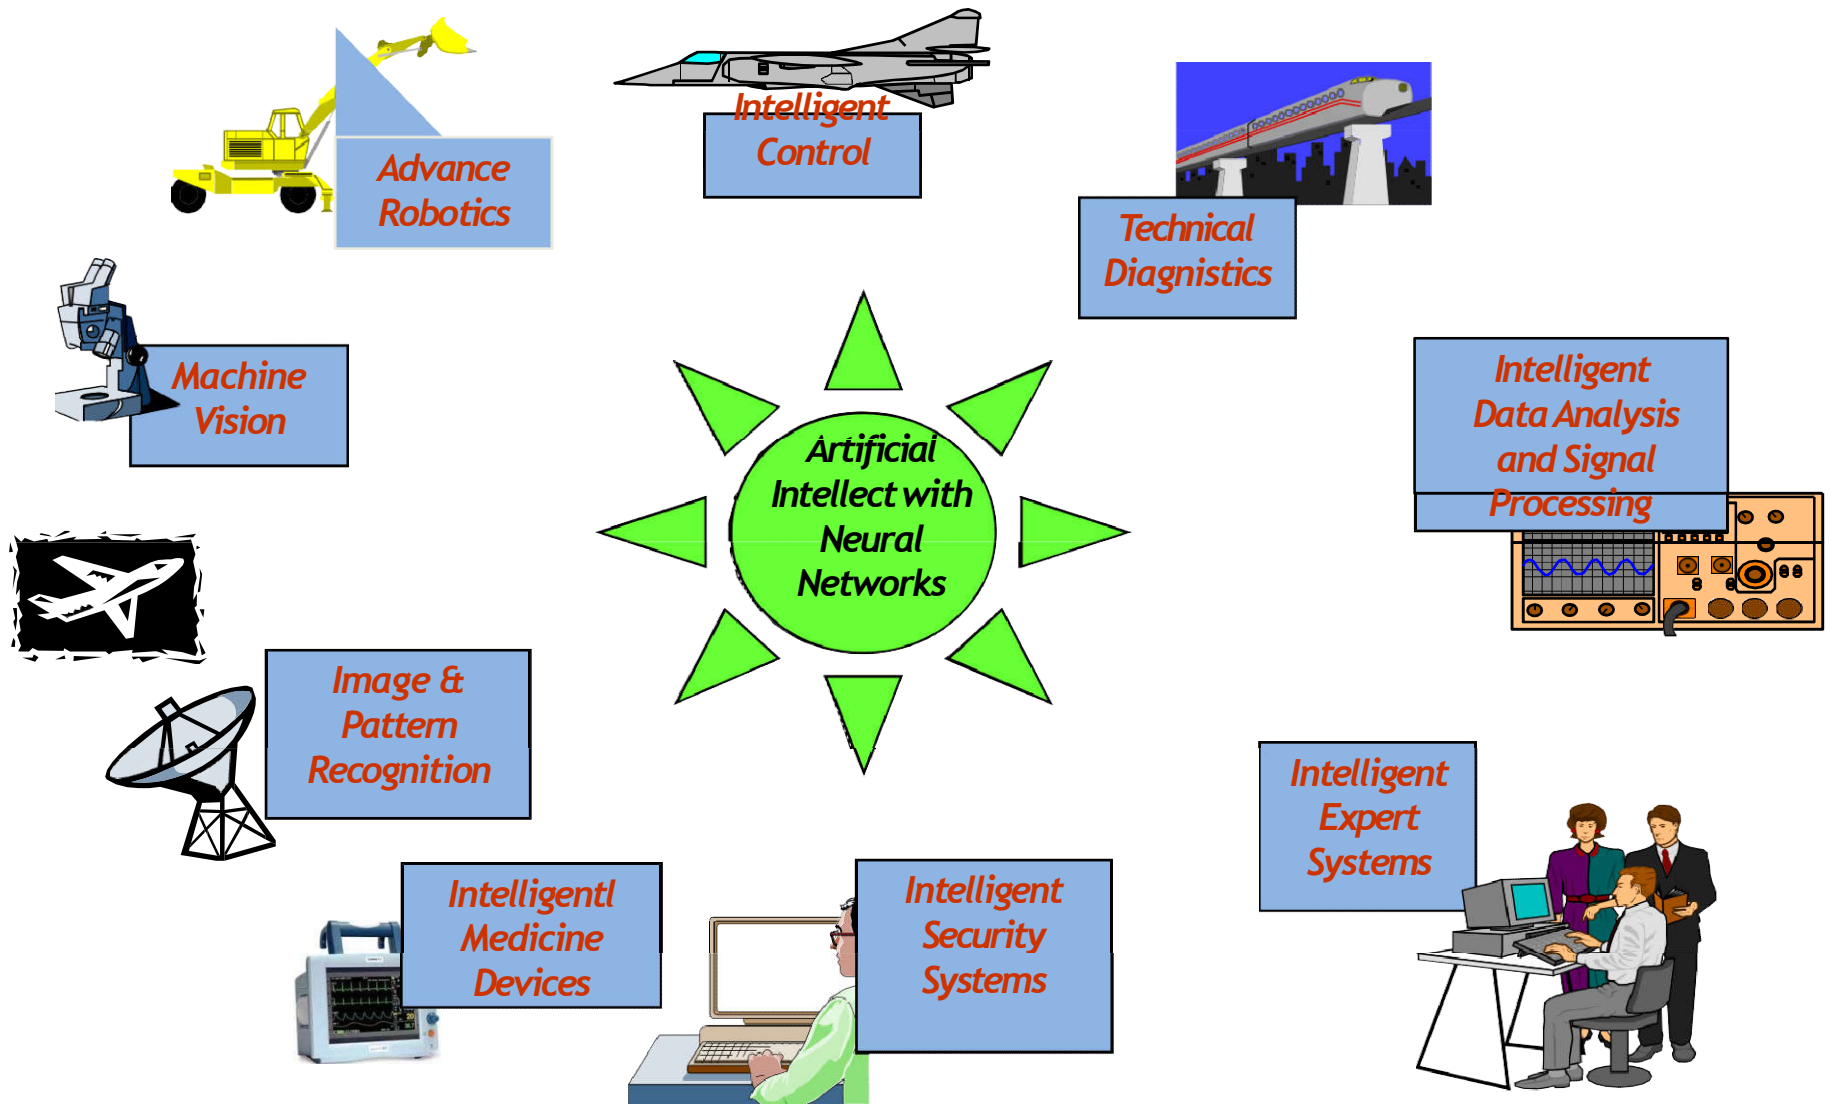 Intelligent
Control
Advance
Robotics
Technical
Diagnistics
Machine
Vision
Intelligent
Data Analysis
and Signal
Processing
Artificial
Intellect with
Neural
Networks
Image &
Pattern
Recognition
Intelligent
Expert
Systems
Intelligentl
Medicine
Devices
Intelligent
Security
Systems